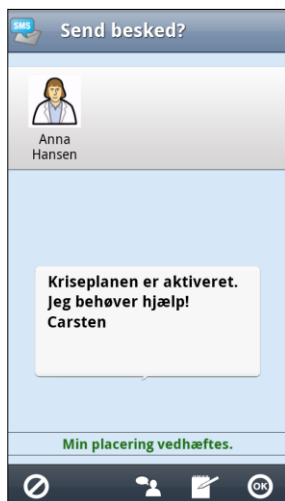 SMS
Send besked?
Anna
Hansen
Kriseplanen er aktiveret.
Jeg behøver hjælp!
Carsten
Min placering vedhæftes.
OK